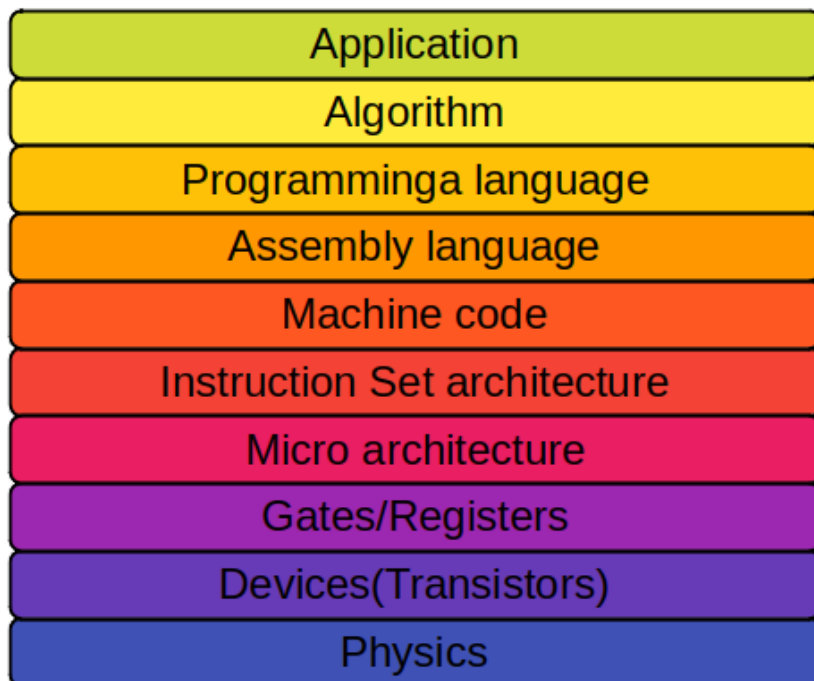 Application
Algorithm
Programminga language
Assembly language
Machine code
Instruction Set architecture
Micro architecture
Gates/Registers
Devices(Transistors)
Physics